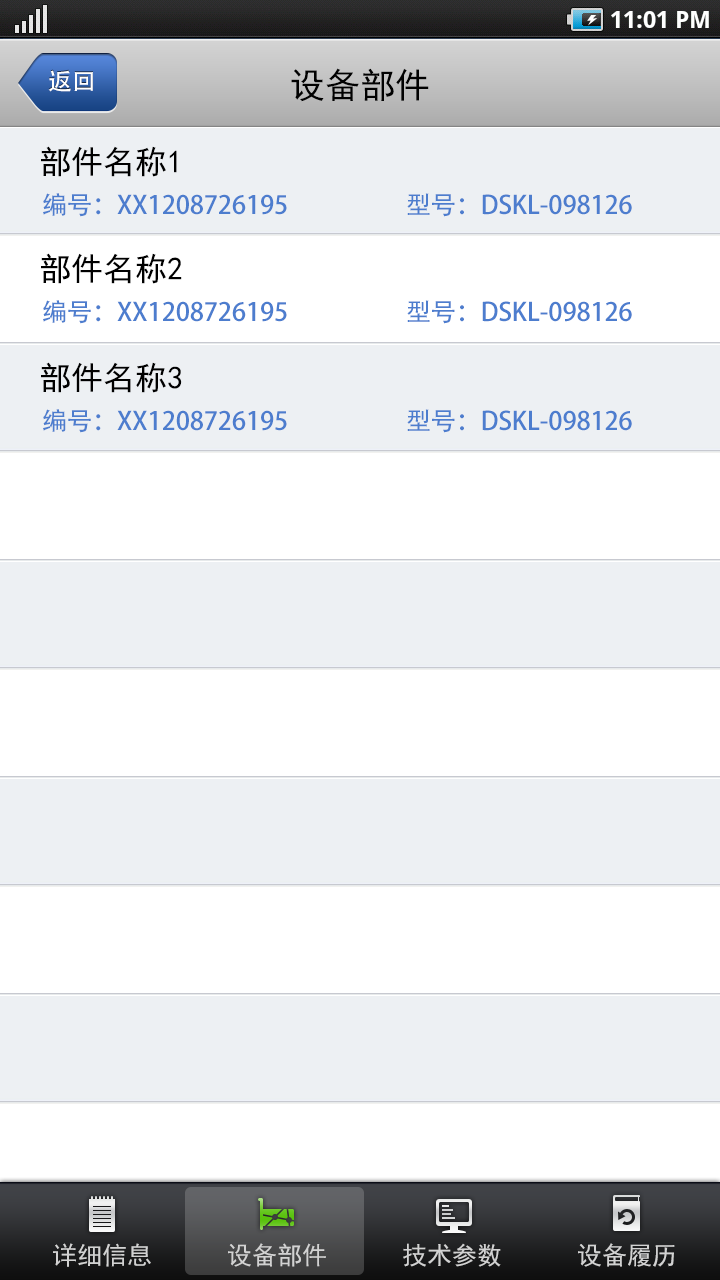 11:01 PM
返回
设备部件
部件名称1
编号：XX1208726195 型号：DSKL-098126
部件名称2
编号：XX1208726195 型号：DSKL-098126
部件名称3
编号：XX1208726195 型号：DSKL-098126
详细信息 设备部件 技术参数 设备履历